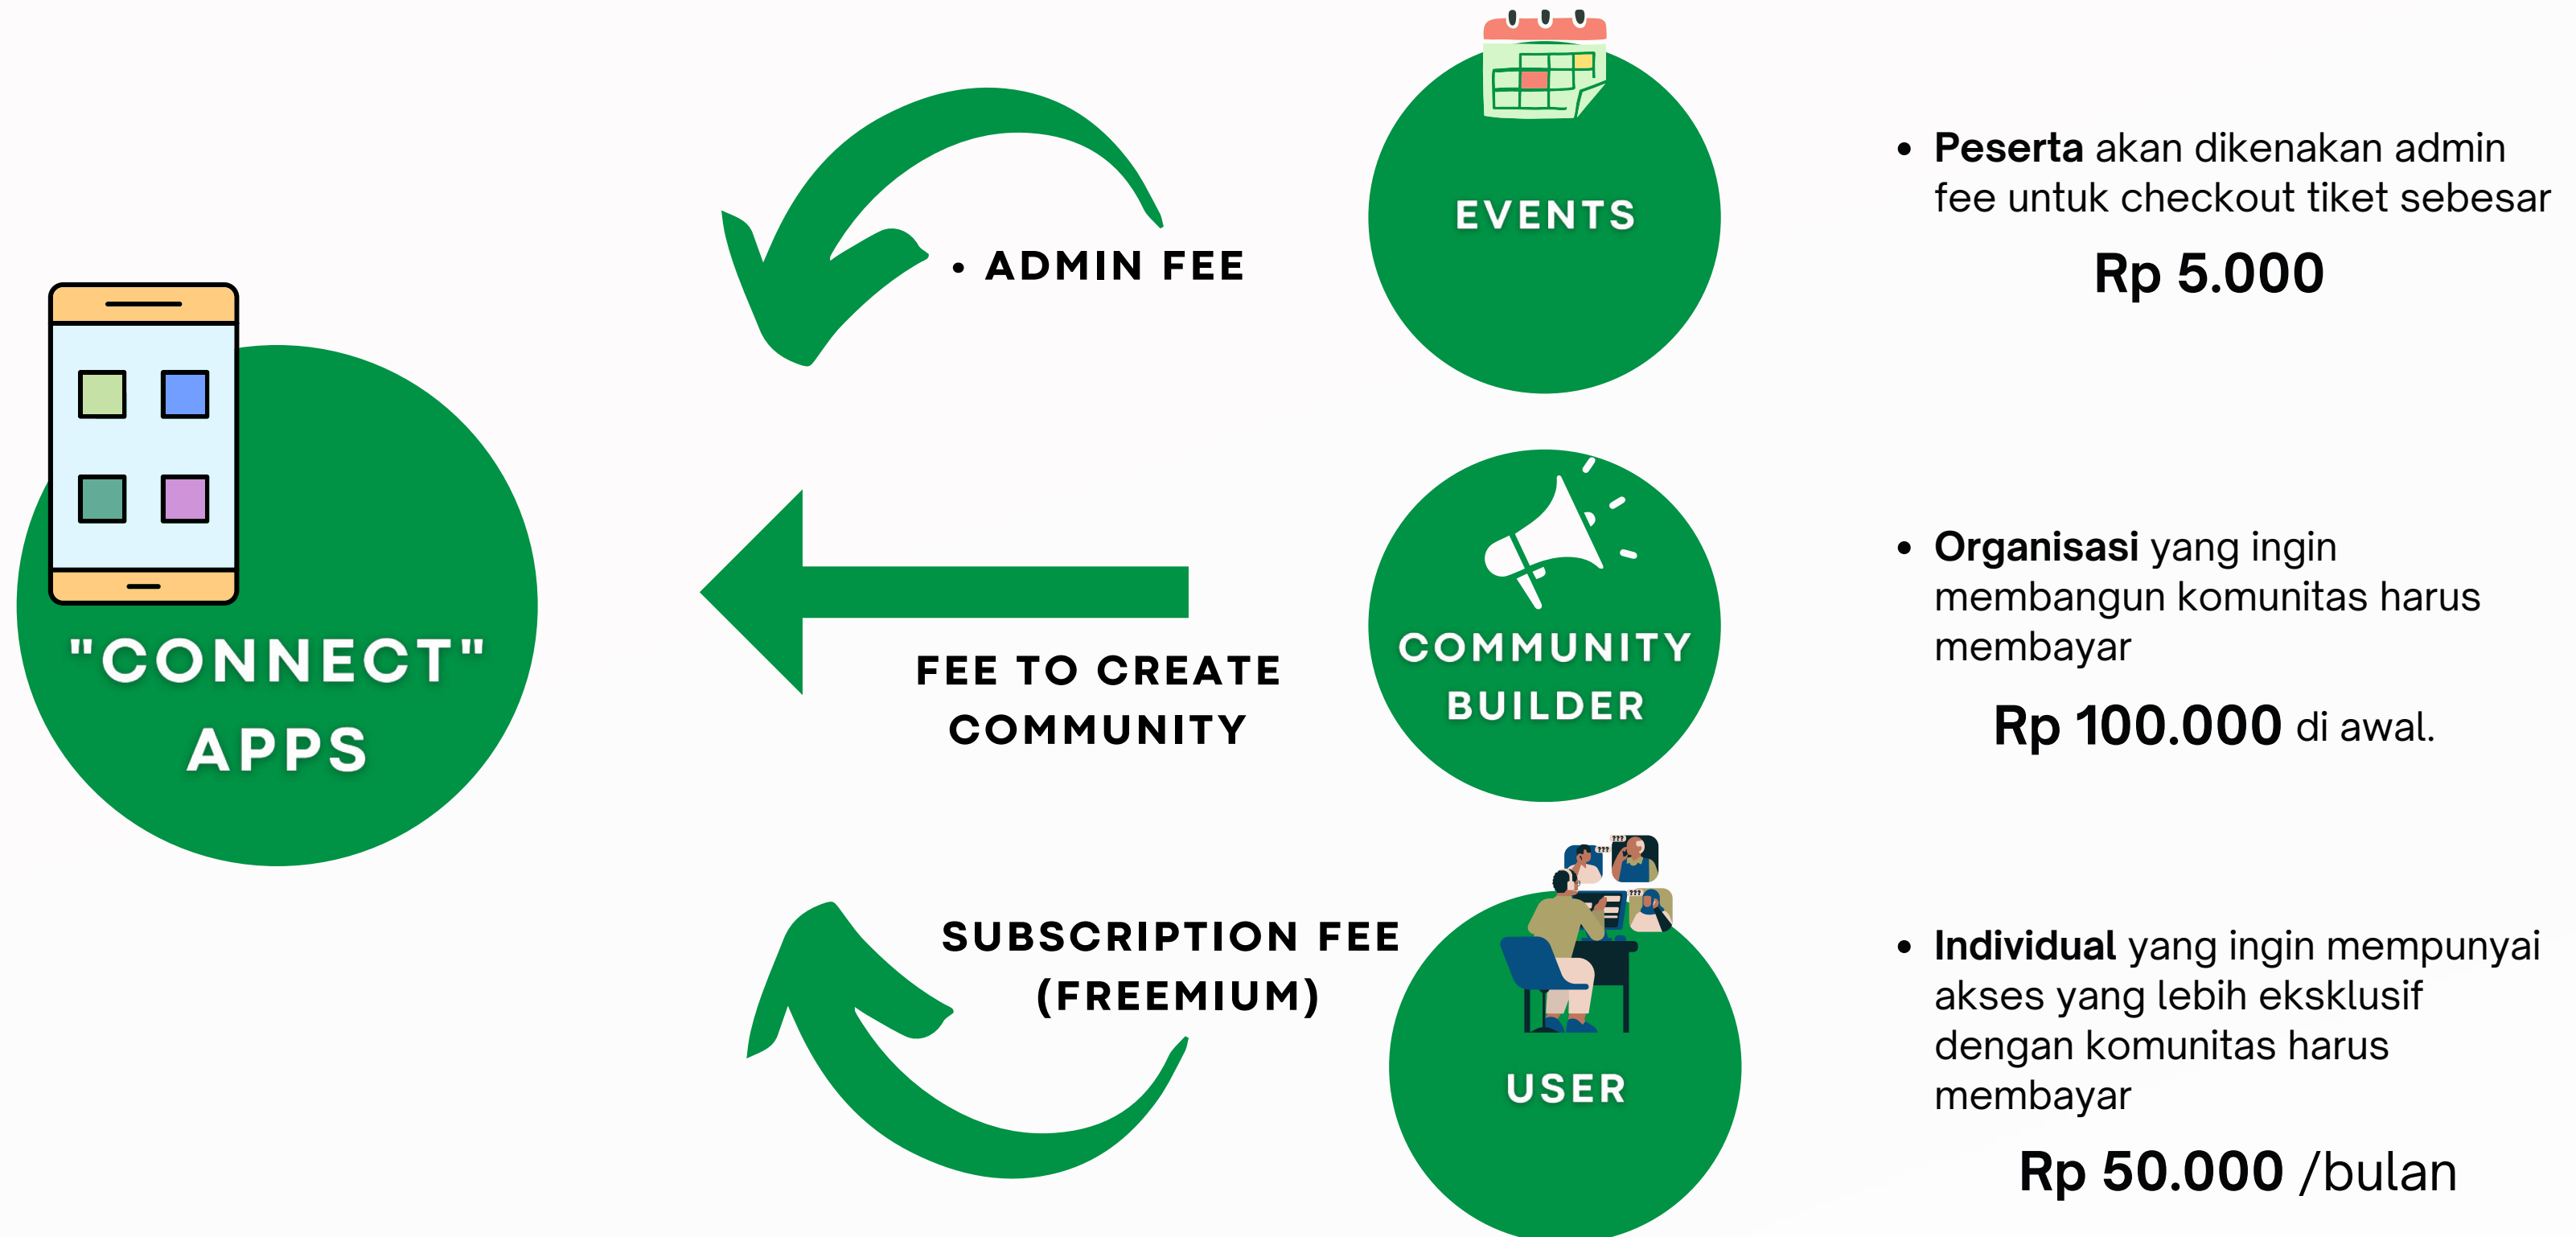 EVENTS
• Peserta akan dikenakan admin
fee untuk checkout tiket sebesar
Rp 5.000
• ADMIN FEE
"CONNECT"
APPS
FEE TO CREATE
COMMUNITY
COMMUNITY
BUILDER
• Organisasi yang ingin
membangun komunitas harus
membayar
Rp 100.000 di awal.
SUBSCRIPTION FEE
(FREEMIUM)
???
???
???
USER
• Individual yang ingin mempunyai
akses yang lebih eksklusif
dengan komunitas harus
membayar
Rp 50.000 /bulan